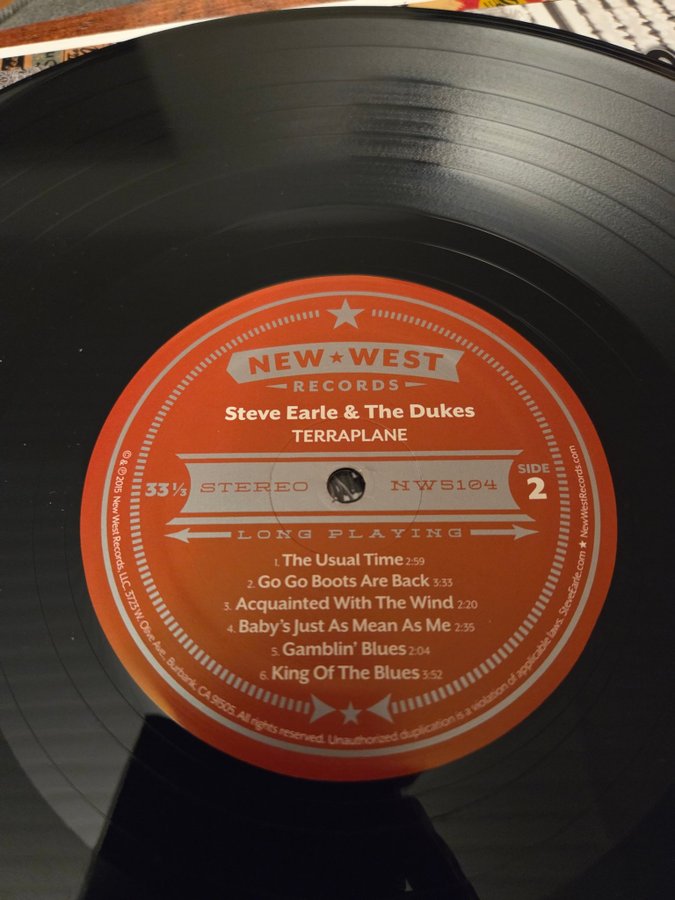 NEW★WEST
RECORDS
Steve Earle & The Dukes
TERRAPLANE
33 ⅓
STEREO
NW5104
SIDE
2
LONG PLAYING
1. The Usual Time 2:59
2. Go Go Boots Are Back 3:33
3. Acquainted With The Wind 2:20
4. Baby's Just As Mean As Me 2:35
5. Gamblin' Blues 2:04
6. King Of The Blues 3:52
© & ℗ 2015 New West Records, LLC. 3723 W. Olive Ave., Burbank, CA 91505. All rights reserved. Unauthorized duplication is a violation of applicable laws. SteveEarle.com ★ NewWestRecords.com